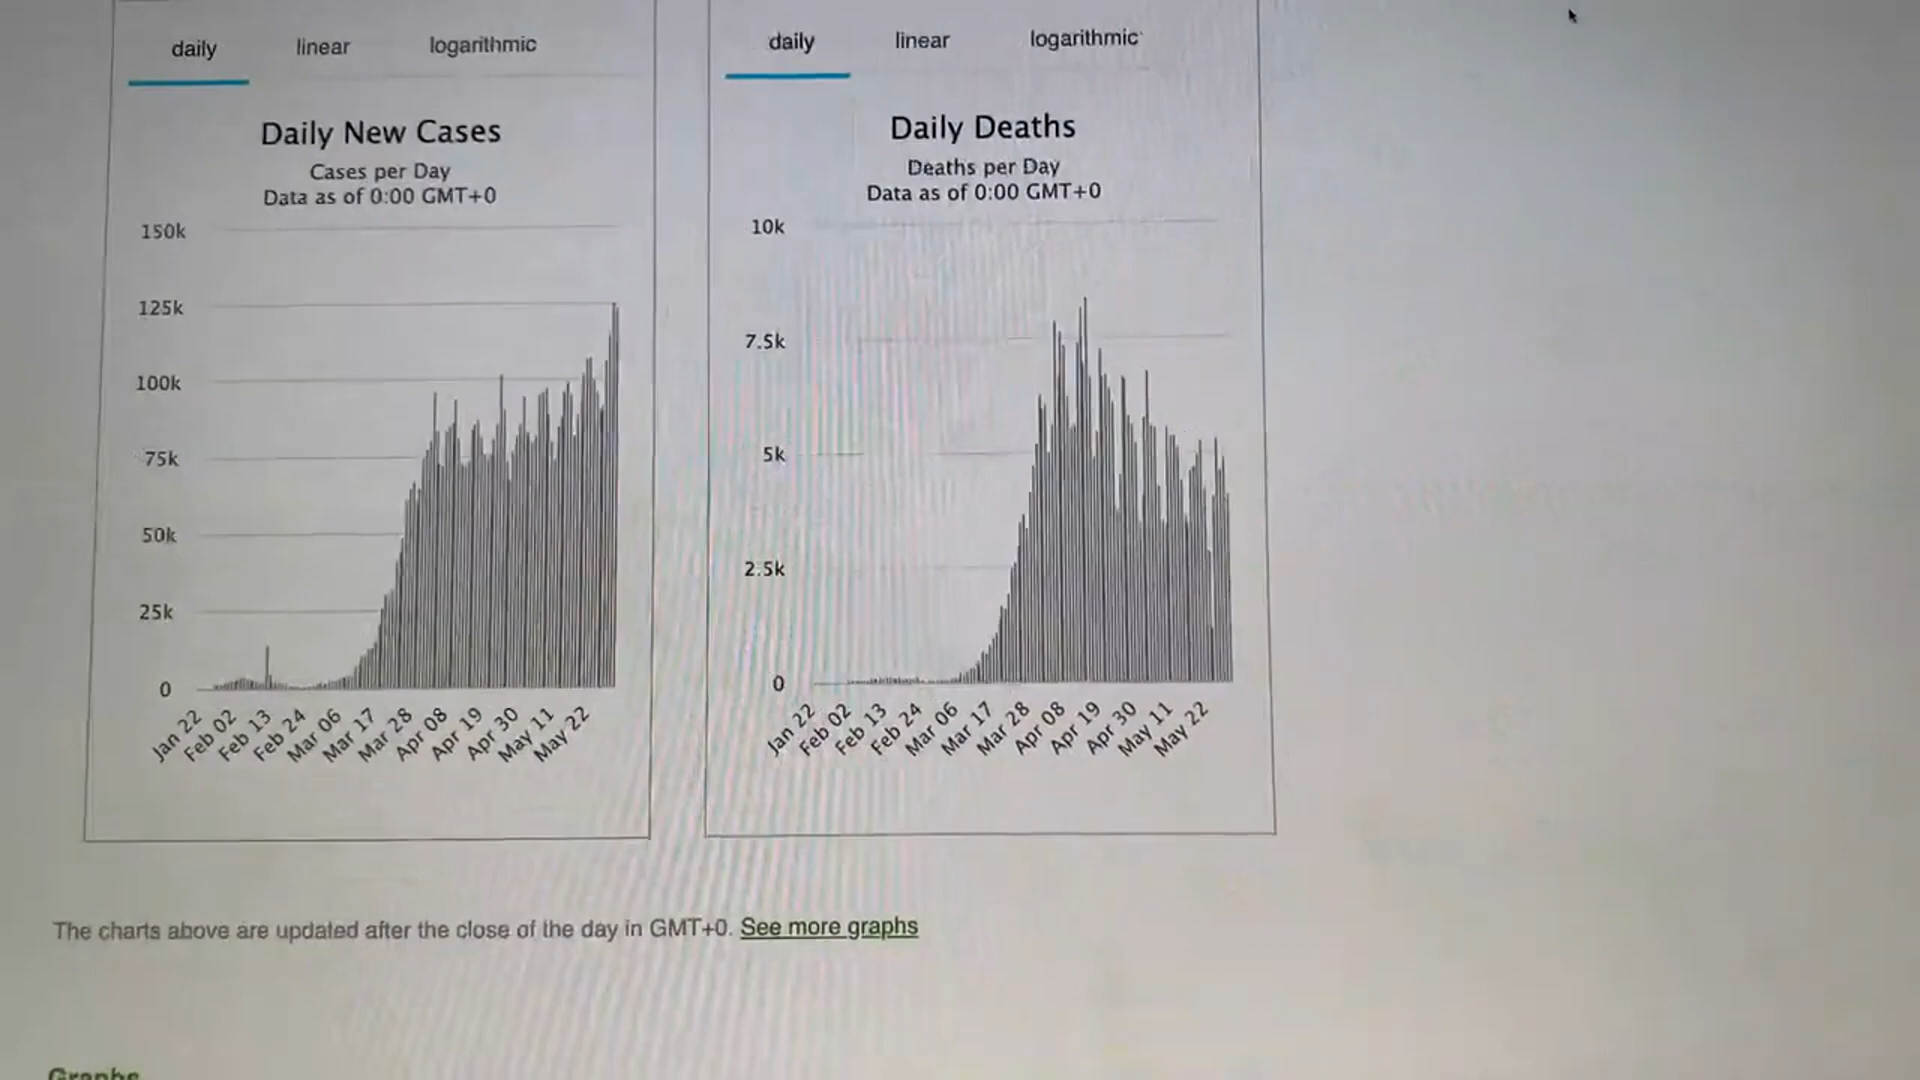 daily linear logarithmic
Daily New Cases
Cases per Day
Data as of 0:00 GMT+0
150k
125k
100k
75k
50k
25k
0
Jan 22
Feb 02
Feb 13
Feb 24
Mar 06
Mar 17
Mar 28
Apr 08
Apr 19
Apr 30
May 11
May 22
daily linear logarithmic
Daily Deaths
Deaths per Day
Data as of 0:00 GMT+0
10k
7.5k
5k
2.5k
0
Jan 22
Feb 02
Feb 13
Feb 24
Mar 06
Mar 17
Mar 28
Apr 08
Apr 19
Apr 30
May 11
May 22
The charts above are updated after the close of the day in GMT+0. See more graphs
Graphs